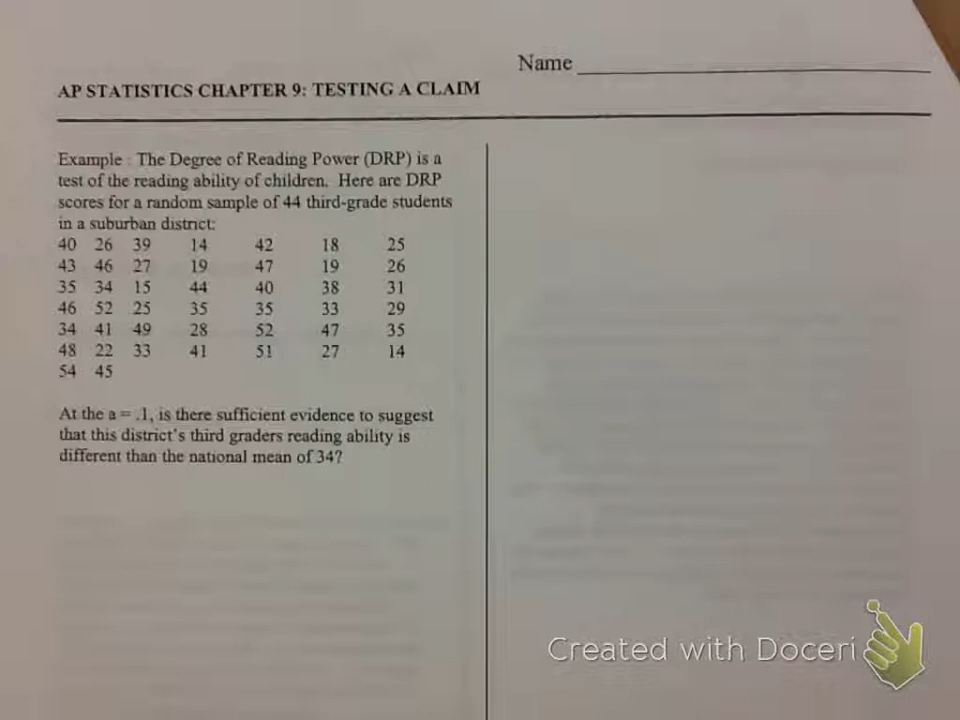 Name
AP STATISTICS CHAPTER 9: TESTING A CLAIM
Example : The Degree of Reading Power (DRP) is a
test of the reading ability of children. Here are DRP
scores for a random sample of 44 third-grade students
in a suburban district:
40 26 39 14 42 18 25
43 46 27 19 47 19 26
35 34 15 44 40 38 31
46 52 25 35 35 33 29
34 41 49 28 52 47 35
48 22 33 41 51 27 14
54 45
At the a = .1, is there sufficient evidence to suggest
that this district's third graders reading ability is
different than the national mean of 34?
Created with Doceri